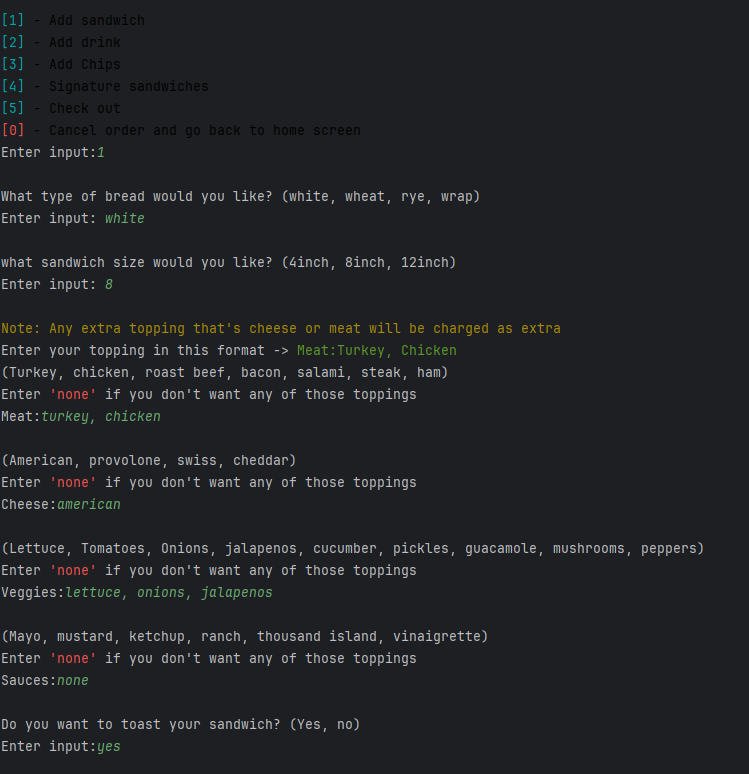 [1] - Add sandwich
[2] - Add drink
[3] - Add Chips
[4] - Signature sandwiches
[5] - Check out
[0] - Cancel order and go back to home screen
Enter input:1
What type of bread would you like? (white, wheat, rye, wrap)
Enter input: white
what sandwich size would you like? (4inch, 8inch, 12inch)
Enter input: 8
Note: Any extra topping that's cheese or meat will be charged as extra
Enter your topping in this format -> Meat:Turkey, Chicken
(Turkey, chicken, roast beef, bacon, salami, steak, ham)
Enter 'none' if you don't want any of those toppings
Meat:turkey, chicken
(American, provolone, swiss, cheddar)
Enter 'none' if you don't want any of those toppings
Cheese:american
(Lettuce, Tomatoes, Onions, jalapenos, cucumber, pickles, guacamole, mushrooms, peppers)
Enter 'none' if you don't want any of those toppings
Veggies:lettuce, onions, jalapenos
(Mayo, mustard, ketchup, ranch, thousand island, vinaigrette)
Enter 'none' if you don't want any of those toppings
Sauces:none
Do you want to toast your sandwich? (Yes, no)
Enter input:yes